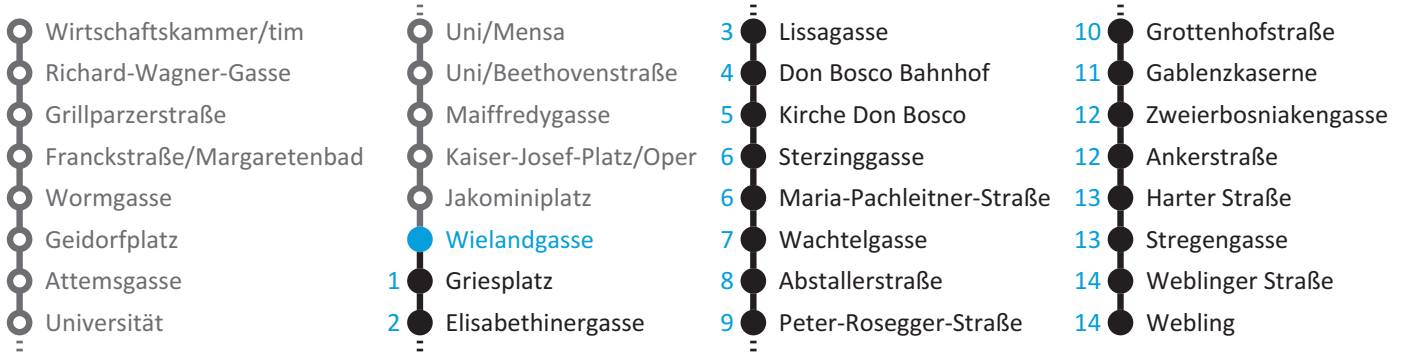 Wirtschaftskammer/tim
Richard-Wagner-Gasse
Grillparzerstraße
Franckstraße/Margaretenbad
Wormgasse
Geidorfplatz
Attemsgasse
Universität
Uni/Mensa
Uni/Beethovenstraße
Maiffredygasse
Kaiser-Josef-Platz/Oper
Jakominiplatz
Wielandgasse
1 Griesplatz
2 Elisabethinergasse
3 Lissagasse
4 Don Bosco Bahnhof
5 Kirche Don Bosco
6 Sterzinggasse
6 Maria-Pachleitner-Straße
7 Wachtelgasse
8 Abstallerstraße
9 Peter-Rosegger-Straße
10 Grottenhofstraße
11 Gablenzkaserne
12 Zweierbosniakengasse
12 Ankerstraße
13 Harter Straße
13 Stregengasse
14 Weblinger Straße
14 Webling